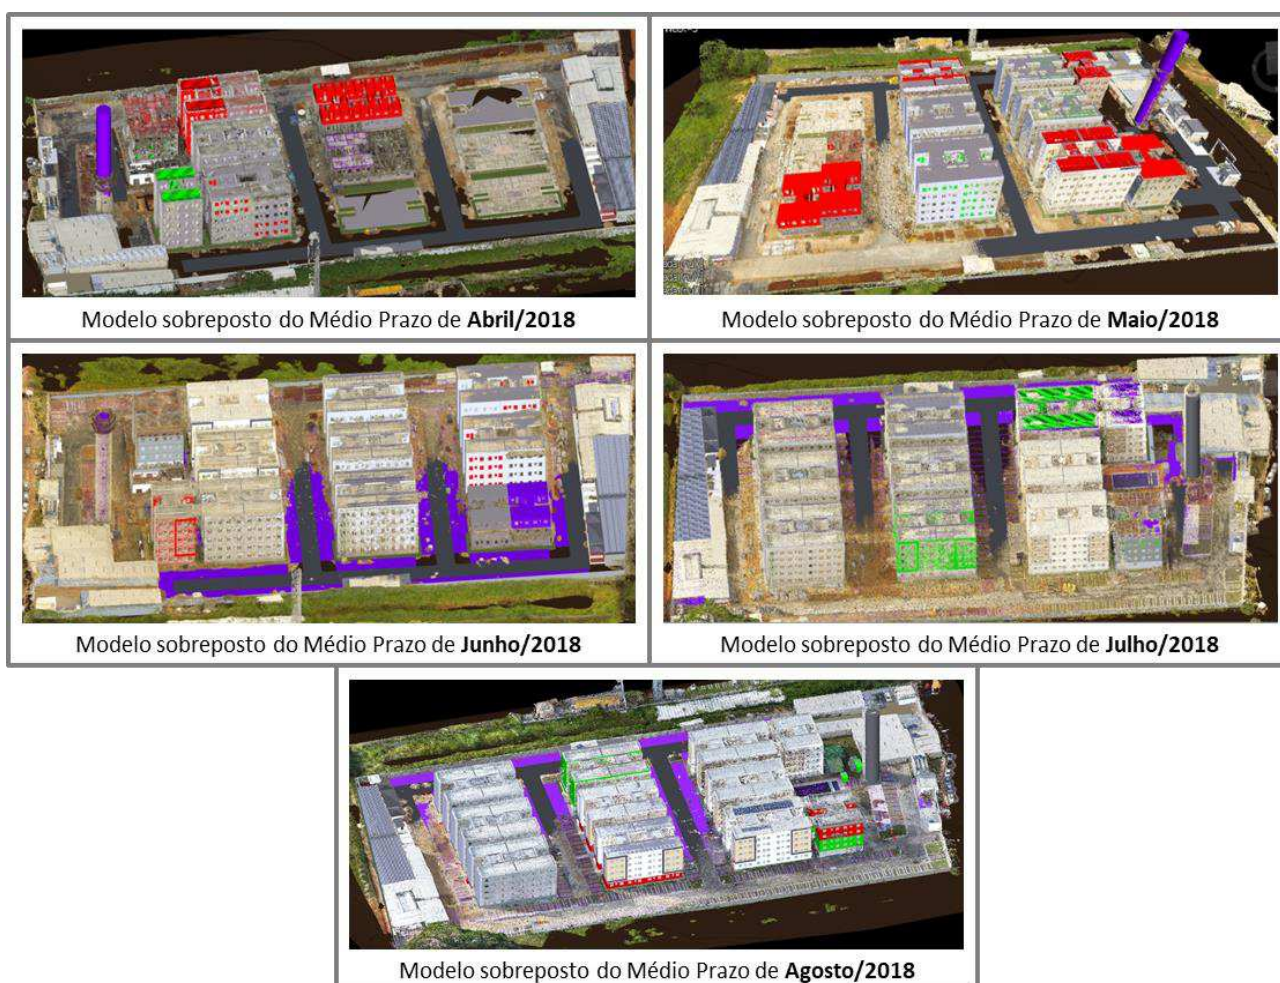 Modelo sobreposto do Médio Prazo de Abril/2018
Modelo sobreposto do Médio Prazo de Maio/2018
Modelo sobreposto do Médio Prazo de Junho/2018
Modelo sobreposto do Médio Prazo de Julho/2018
Modelo sobreposto do Médio Prazo de Agosto/2018